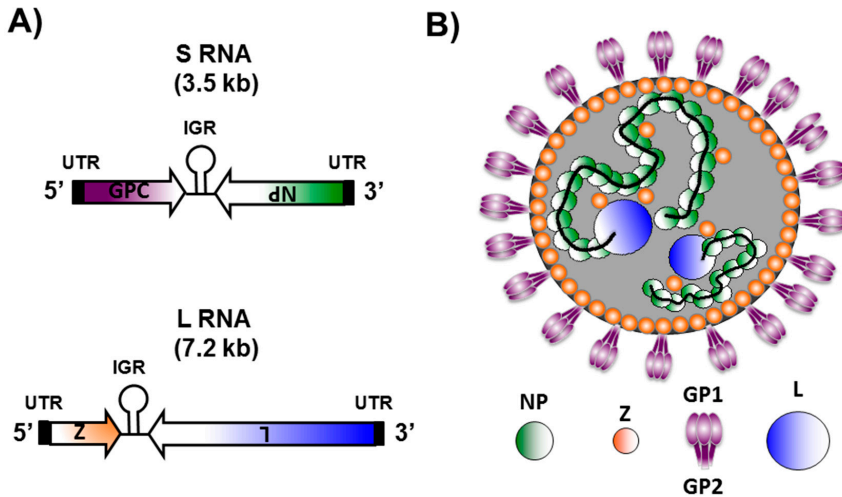 A)
S RNA
(3.5 kb)
IGR
UTR
UTR
5’
GPC
NP
3’
L RNA
(7.2 kb)
IGR
UTR
UTR
5’
Z
L
3’
B)
NP
Z
GP1
GP2
L